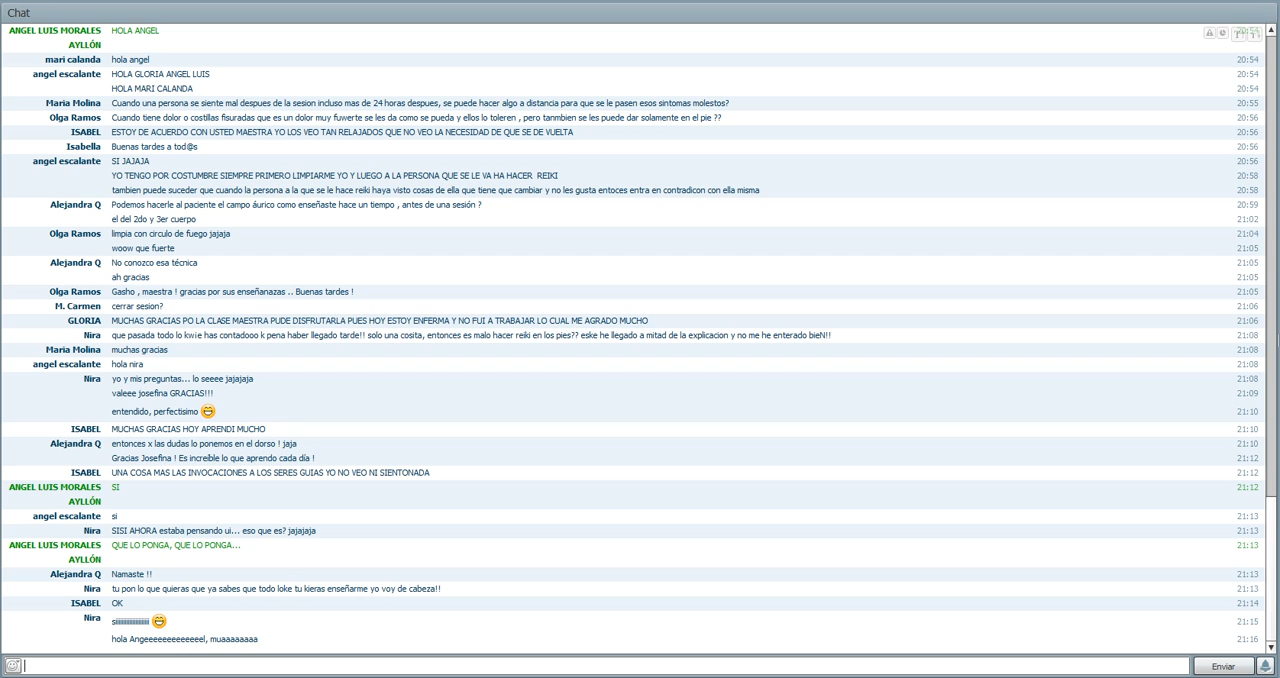 Chat
ANGEL LUIS MORALES AYLLÓN HOLA ANGEL
mari calanda hola angel 20:54
angel escalante HOLA GLORIA ANGEL LUIS 20:54
HOLA MARI CALANDA 20:54
Maria Molina Cuando una persona se siente mal despues de la sesion incluso mas de 24 horas despues, se puede hacer algo a distancia para que se le pasen esos sintomas molestos? 20:55
Olga Ramos Cuando tiene dolor o costillas fisuradas que es un dolor muy fuwerte se les da como se pueda y ellos lo toleren , pero tanmbien se les puede dar solamente en el pie ?? 20:56
ISABEL ESTOY DE ACUERDO CON USTED MAESTRA YO LOS VEO TAN RELAJADOS QUE NO VEO LA NECESIDAD DE QUE SE DE VUELTA 20:56
Isabella Buenas tardes a tod@s 20:56
angel escalante SI JAJAJA 20:56
YO TENGO POR COSTUMBRE SIEMPRE PRIMERO LIMPIARME YO Y LUEGO A LA PERSONA QUE SE LE VA HA HACER REIKI 20:58
tambien puede suceder que cuando la persona a la que se le hace reiki haya visto cosas de ella que tiene que cambiar y no les gusta entoces entra en contradicon con ella misma 20:58
Alejandra Q Podemos hacerle al paciente el campo áurico como enseñaste hace un tiempo , antes de una sesión ? 20:59
el del 2do y 3er cuerpo 21:02
Olga Ramos limpia con circulo de fuego jajaja 21:04
woow que fuerte 21:05
Alejandra Q No conozco esa técnica 21:05
ah gracias 21:05
Olga Ramos Gasho , maestra ! gracias por sus enseñanazas .. Buenas tardes ! 21:05
M. Carmen cerrar sesion? 21:06
GLORIA MUCHAS GRACIAS PO LA CLASE MAESTRA PUDE DISFRUTARLA PUES HOY ESTOY ENFERMA Y NO FUI A TRABAJAR LO CUAL ME AGRADO MUCHO 21:06
Nira que pasada todo lo kwie has contadooo k pena haber llegado tarde!! solo una cosita, entonces es malo hacer reiki en los pies?? eske he llegado a mitad de la explicacion y no me he enterado bieN!! 21:08
Maria Molina muchas gracias 21:08
angel escalante hola nira 21:08
Nira yo y mis preguntas... lo seeee jajajaja 21:08
valeee josefina GRACIAS!!! 21:09
entendido, perfectisimo 21:10
ISABEL MUCHAS GRACIAS HOY APRENDI MUCHO 21:10
Alejandra Q entonces x las dudas lo ponemos en el dorso ! jaja 21:10
Gracias Josefina ! Es increíble lo que aprendo cada día ! 21:12
ISABEL UNA COSA MAS LAS INVOCACIONES A LOS SERES GUIAS YO NO VEO NI SIENTONADA 21:12
ANGEL LUIS MORALES AYLLÓN SI 21:12
angel escalante si 21:13
Nira SISI AHORA estaba pensando ui... eso que es? jajajaja 21:13
ANGEL LUIS MORALES AYLLÓN QUE LO PONGA, QUE LO PONGA... 21:13
Alejandra Q Namaste !! 21:13
Nira tu pon lo que quieras que ya sabes que todo loke tu kieras enseñarme yo voy de cabeza!! 21:13
ISABEL OK 21:14
Nira siiiiiiiiiiiiiiiii 21:15
hola Angeeeeeeeeeeeeel, muaaaaaaaa 21:16
Enviar